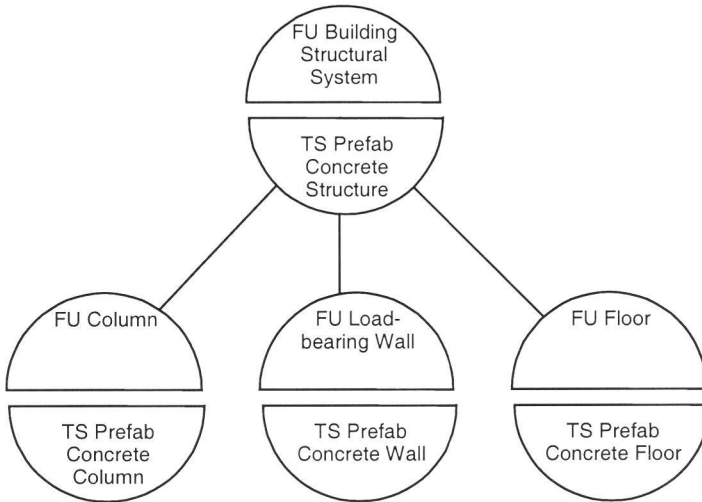 FU Building
Structural
System
TS Prefab
Concrete
Structure
FU Column
FU Load-
bearing Wall
FU Floor
TS Prefab
Concrete
Column
TS Prefab
Concrete Wall
TS Prefab
Concrete Floor